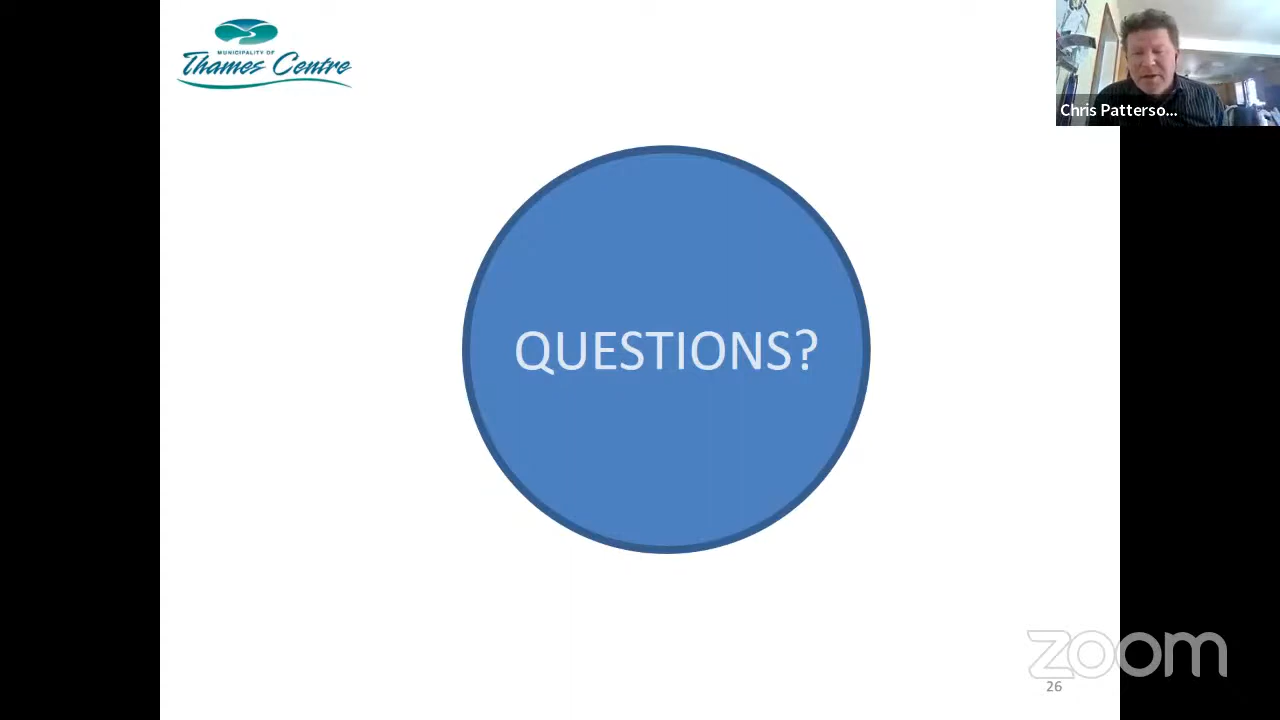 MUNICIPALITY OF
Thames Centre
Chris Patterso...
QUESTIONS?
zoom
26